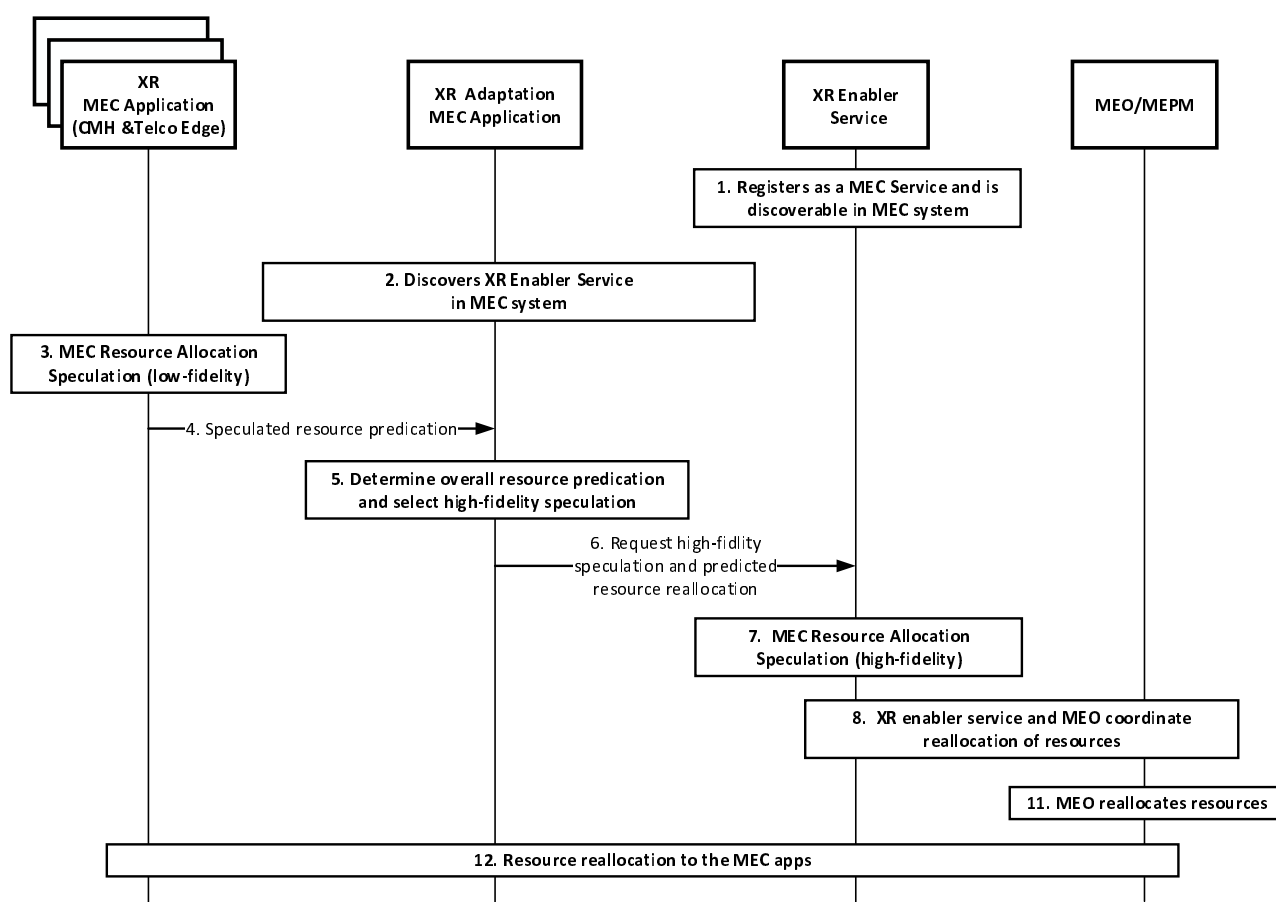 XR
MEC Application
(CMH &Telco Edge)
XR Adaptation
MEC Application
XR Enabler
Service
MEO/MEPM
1. Registers as a MEC Service and is
discoverable in MEC system
2. Discovers XR Enabler Service
in MEC system
3. MEC Resource Allocation
Speculation (low-fidelity)
4. Speculated resource predication
5. Determine overall resource predication
and select high-fidelity speculation
6. Request high-fidlity
speculation and predicted
resource reallocation
7. MEC Resource Allocation
Speculation (high-fidelity)
8. XR enabler service and MEO coordinate
reallocation of resources
11. MEO reallocates resources
12. Resource reallocation to the MEC apps